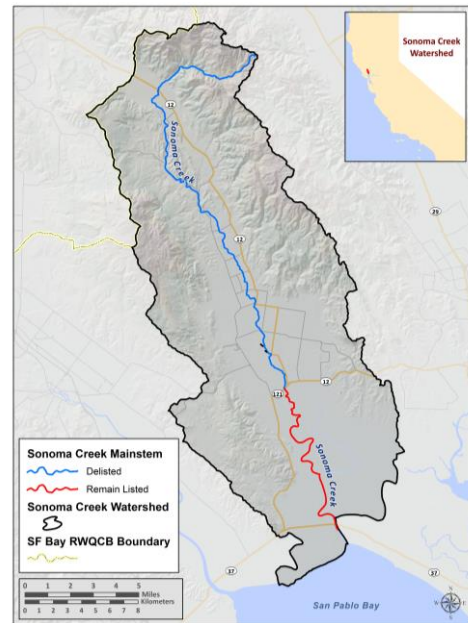 Sonoma Creek
Watershed
12
Sonoma Creek
12
29
12
121
Sonoma Creek
Sonoma Creek Mainstem
Delisted
Remain Listed
Sonoma Creek Watershed
SF Bay RWQCB Boundary
0 1 2 3 4 5
Miles
Kilometers
0 1 2 3 4 5 6 7 8
37
37
San Pablo Bay